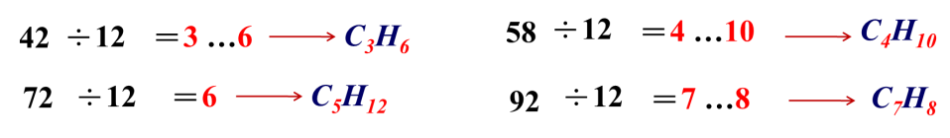 42 ÷12 =3 …6 ⟶ C₃H₆
58 ÷12 =4 …10 ⟶ C₄H₁₀
72 ÷12 =6 ⟶ C₅H₁₂
92 ÷12 =7 …8 ⟶ C₇H₈